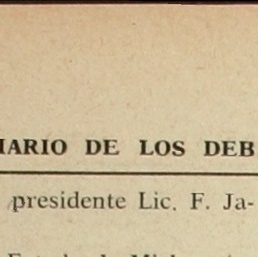 IARIO DE LOS DEB
presidente Lic. F. Ja-